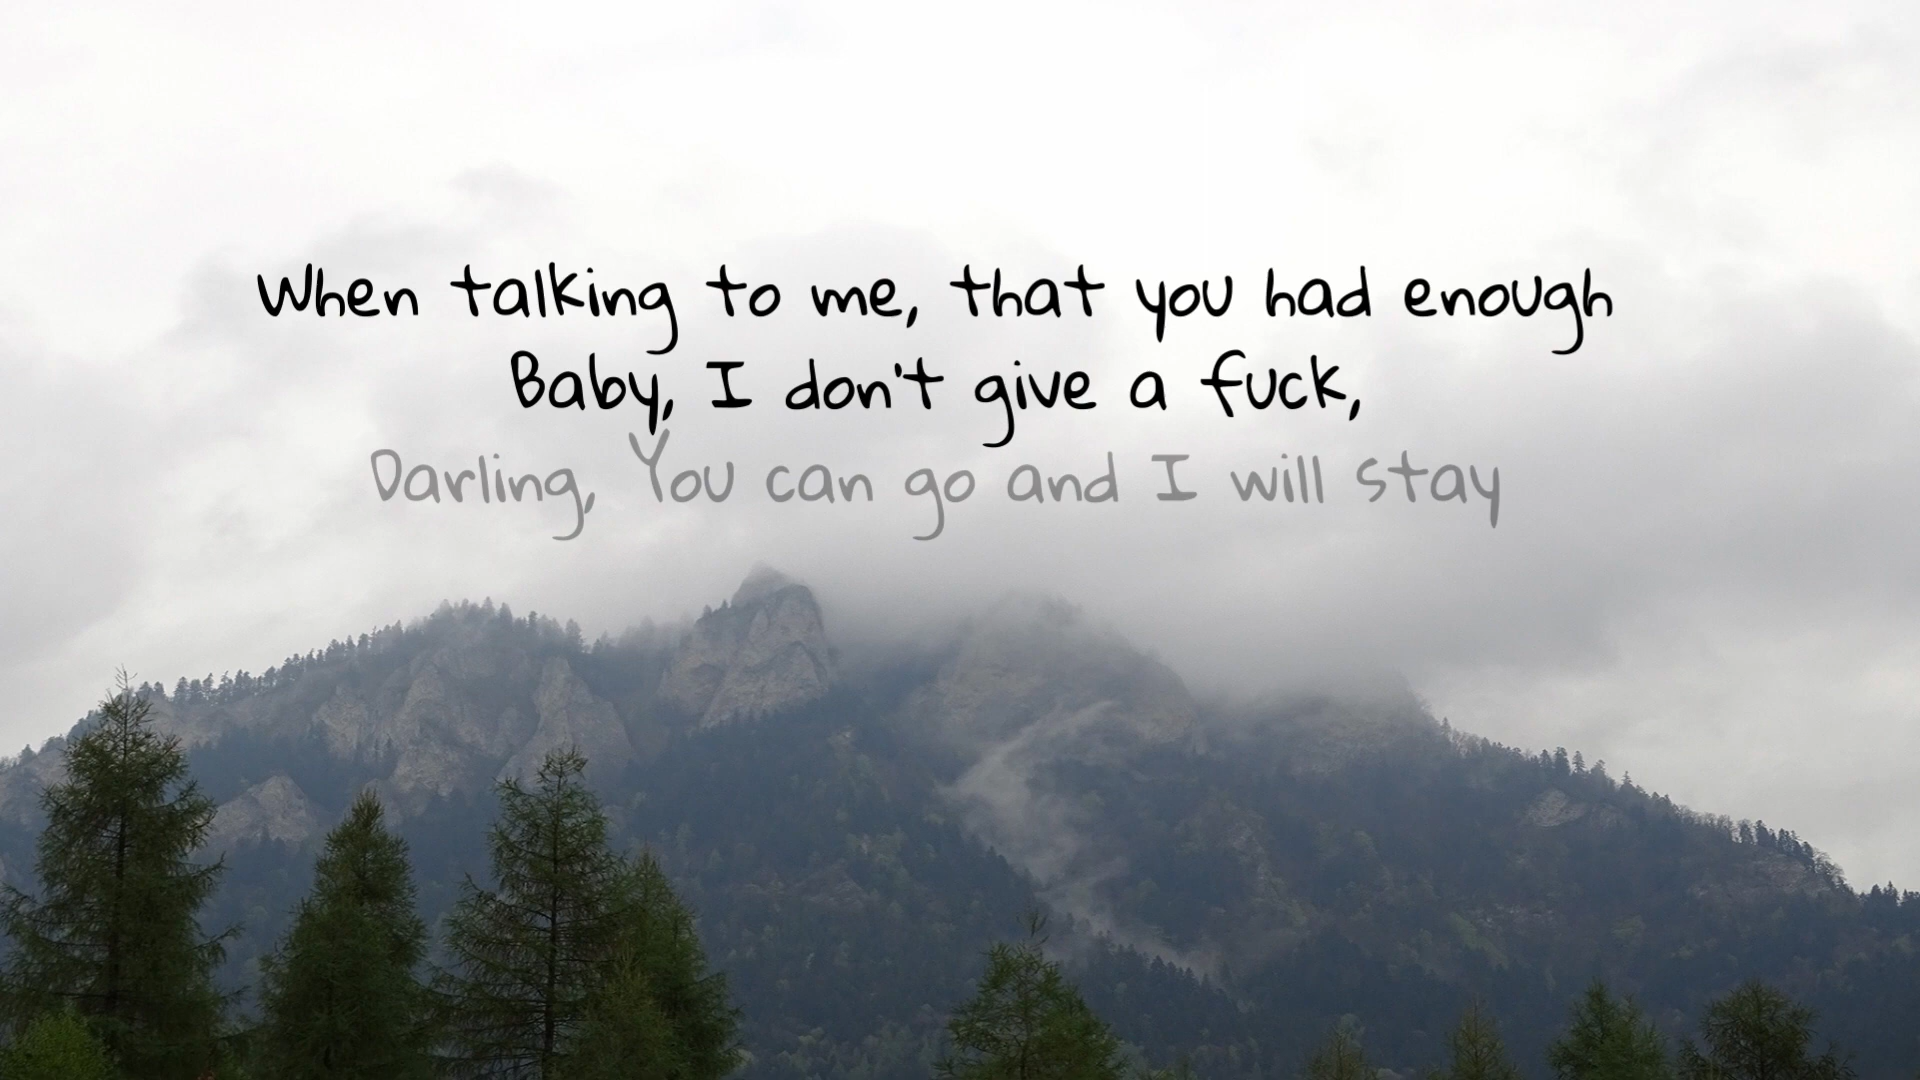 When talking to me, that you had enough
Baby, I don't give a fuck,
Darling, You can go and I will stay